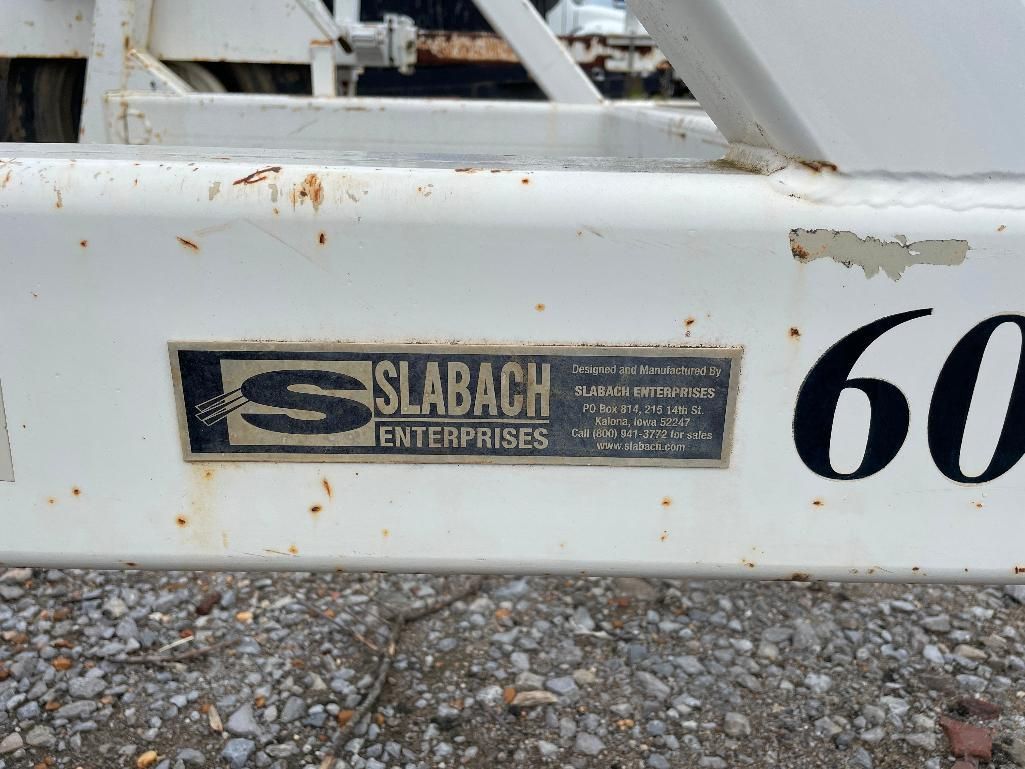 S SLABACH
ENTERPRISES
Designed and Manufactured By
SLABACH ENTERPRISES
PO Box 814, 215 14th St.
Kalona, Iowa 52247
Call (800) 941-3772 for sales
www.slabach.com
60